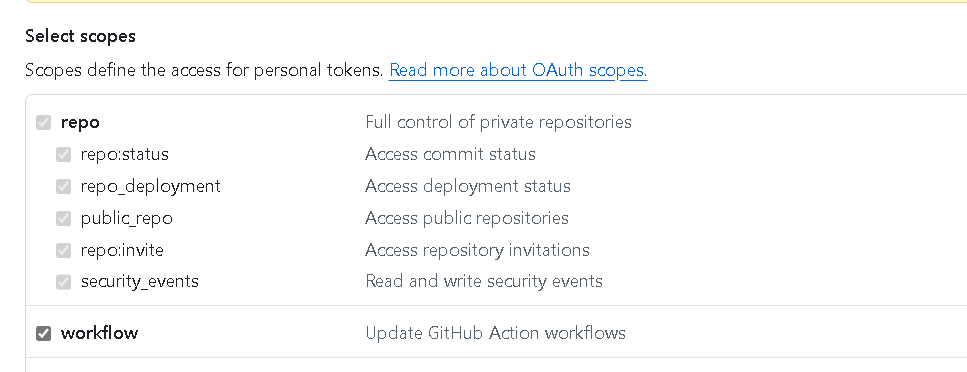 Select scopes
Scopes define the access for personal tokens. Read more about OAuth scopes.
repo Full control of private repositories
repo:status Access commit status
repo_deployment Access deployment status
public_repo Access public repositories
repo:invite Access repository invitations
security_events Read and write security events
workflow Update GitHub Action workflows